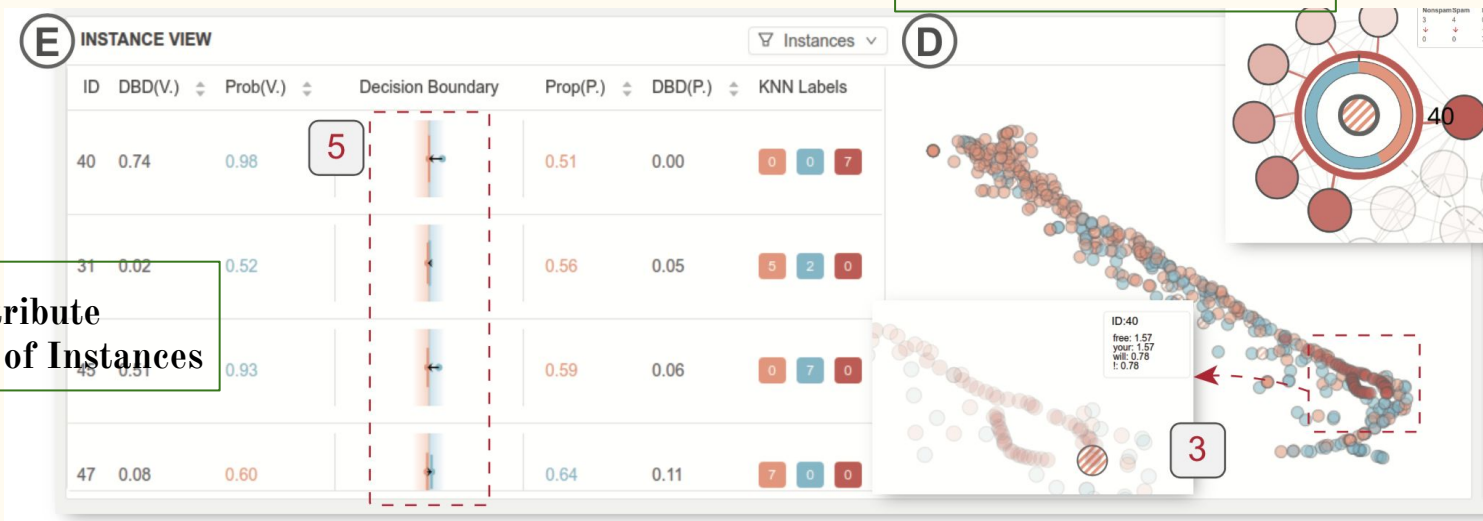 E INSTANCE VIEW
Instances
D
ID DBD(V.) Prob(V.) Decision Boundary Prop(P.) DBD(P.) KNN Labels
5
40 0.74 0.98 0.51 0.00 0 0 7
31 0.02 0.52 0.56 0.05 5 2 0
ribute
of Instances
45 0.51 0.93 0.59 0.06 0 7 0
47 0.08 0.60 0.64 0.11 7 0 0
Nonspam Spam
3 4
0 0
40
ID:40
free: 1.57
your: 1.57
will: 0.78
!: 0.78
3